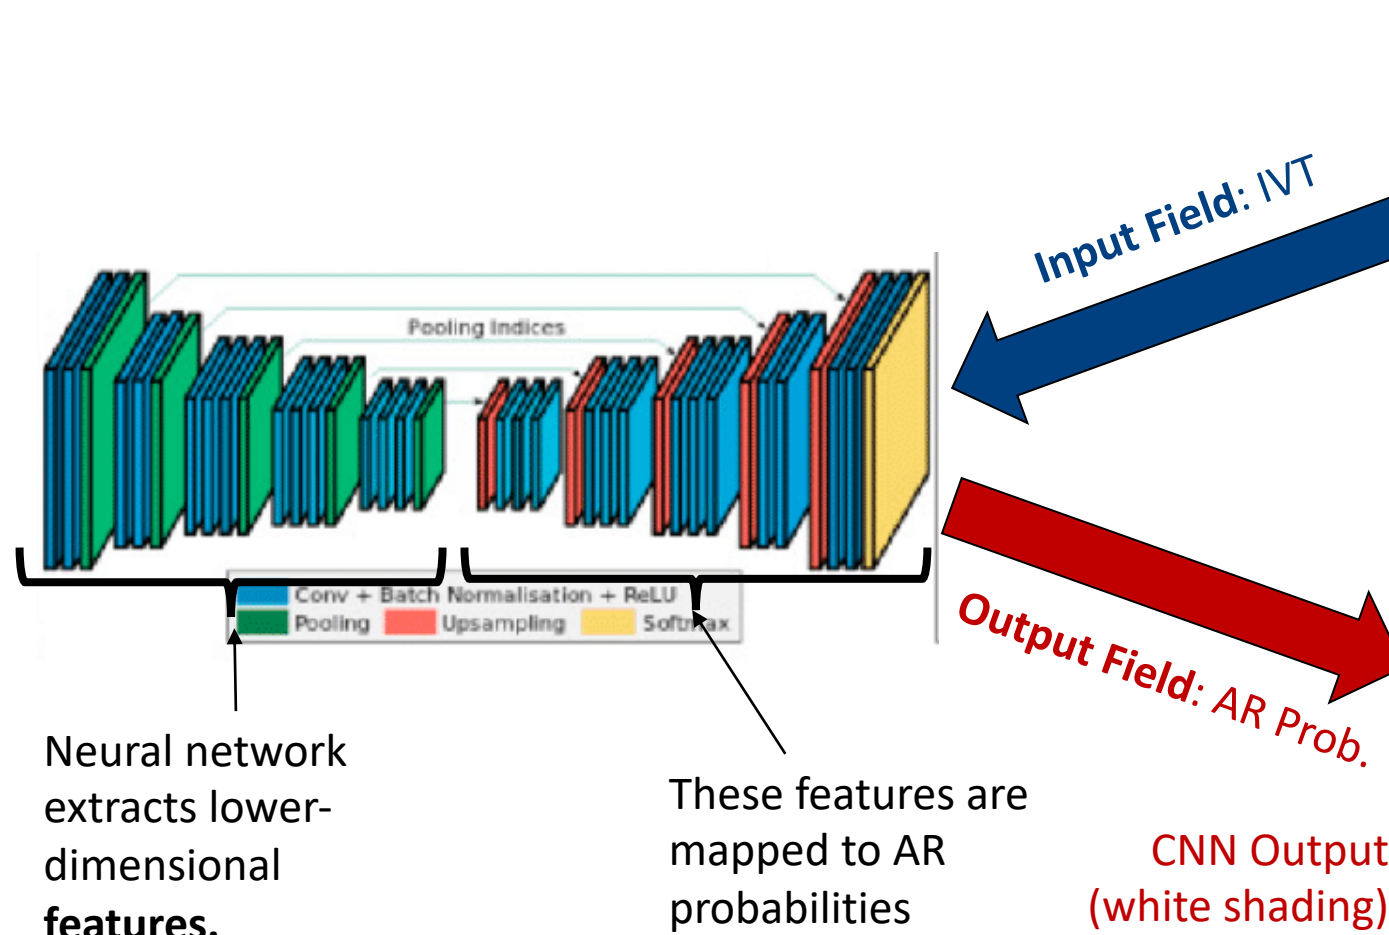 Input Field: IVT
Pooling Indices
Conv + Batch Normalisation + ReLU
Pooling Upsampling Softmax
Output Field: AR Prob.
Neural network
extracts lower-
dimensional
features.
These features are
mapped to AR
probabilities
CNN Output
(white shading)